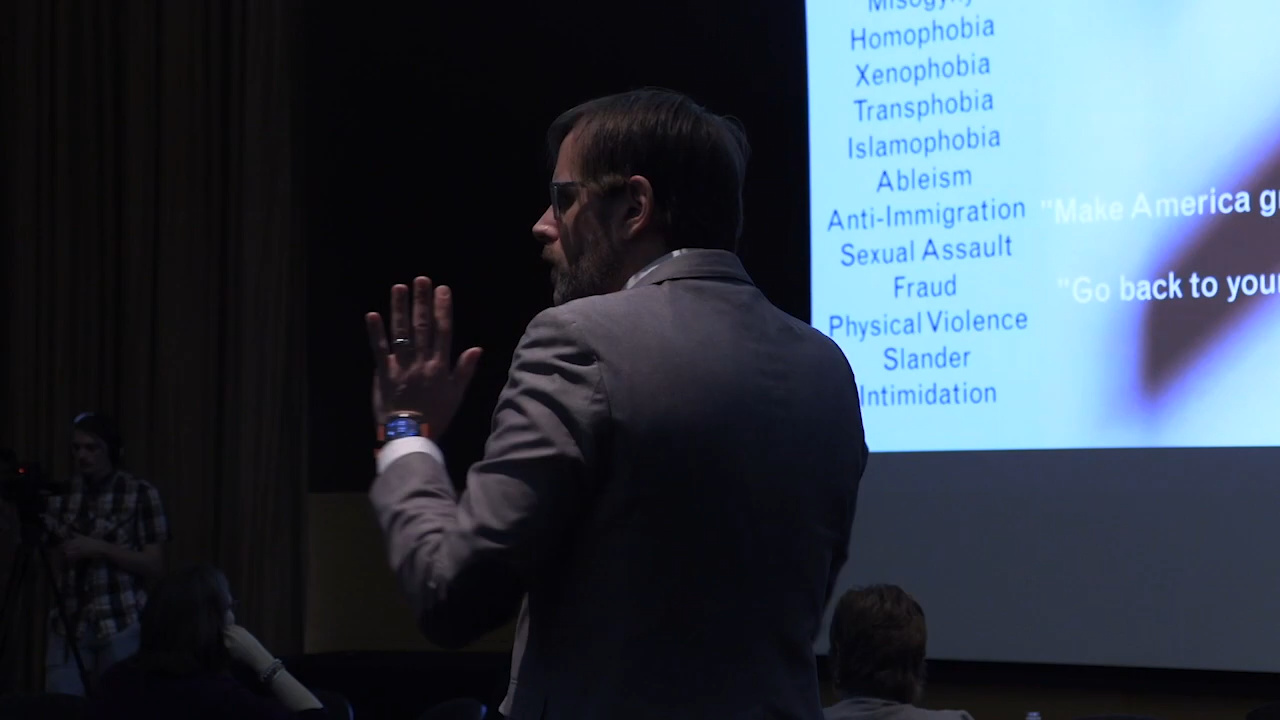 Misogyny
Homophobia
Xenophobia
Transphobia
Islamophobia
Ableism
Anti-Immigration
Sexual Assault
Fraud
Physical Violence
Slander
Intimidation
"Make America
"Go back to